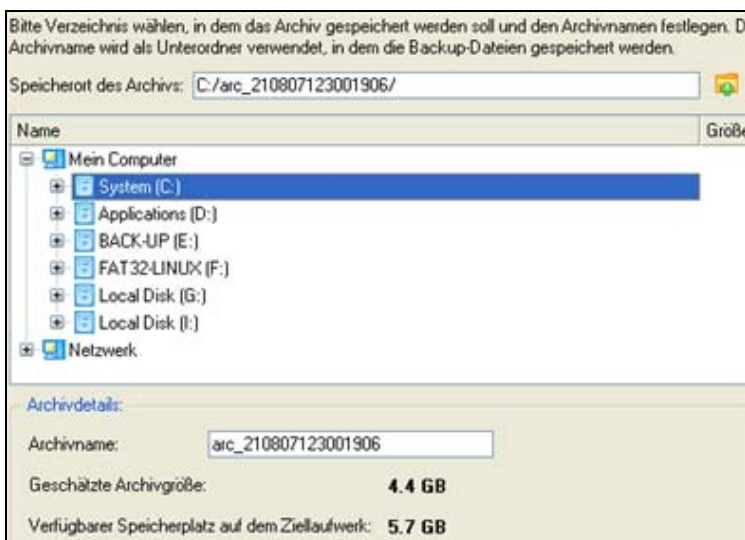 Bitte Verzeichnis wählen, in dem das Archiv gespeichert werden soll und den Archivnamen festlegen. D
Archivname wird als Unterordner verwendet, in dem die Backup-Dateien gespeichert werden.
Speicherort des Archivs: C:/arc_210807123001906/
Name Größe
Mein Computer
System (C:)
Applications (D:)
BACK-UP (E:)
FAT32-LINUX (F:)
Local Disk (G:)
Local Disk (I:)
Netzwerk
Archivdetails:
Archivname: arc_210807123001906
Geschätzte Archivgröße: 4.4 GB
Verfügbarer Speicherplatz auf dem Ziellaufwerk: 5.7 GB